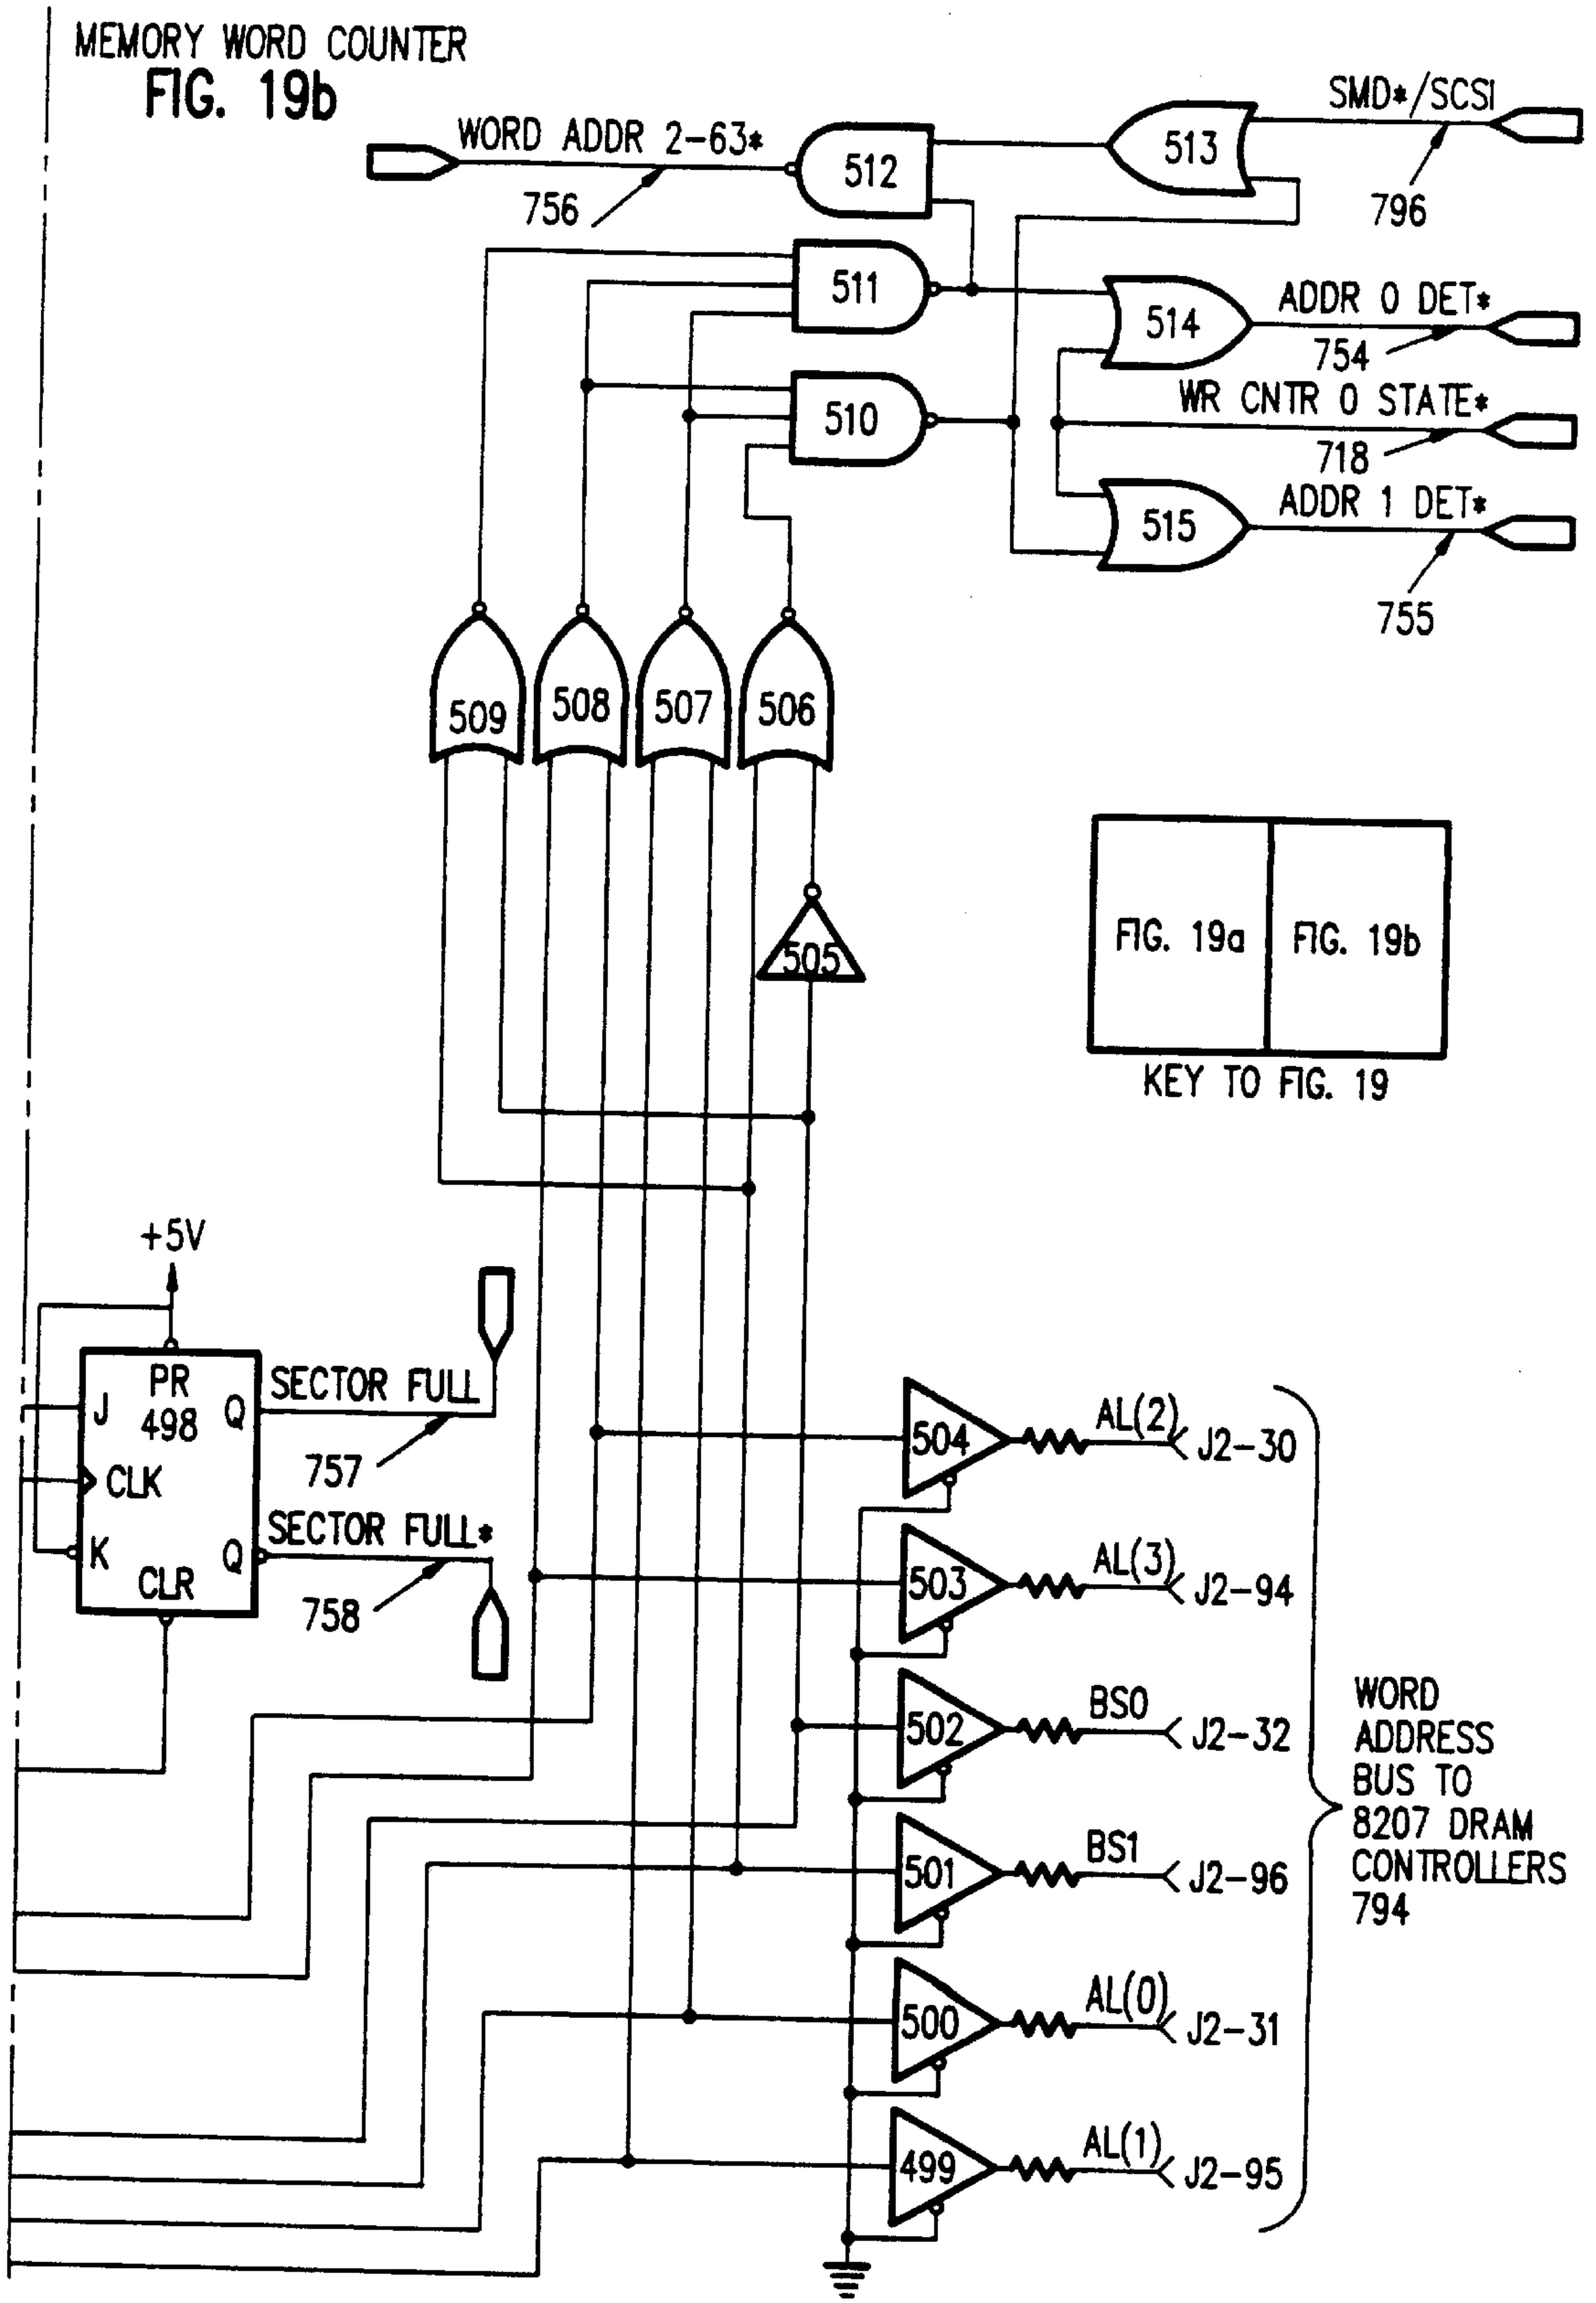 MEMORY WORD COUNTER
FIG. 19b
SMD*/SCSI
WORD ADDR 2-63*
512
513
756
796
511
ADDR 0 DET*
514
754
WR CNTR 0 STATE*
510
718
ADDR 1 DET*
515
755
509
508
507
506
505
FIG. 19a
FIG. 19b
KEY TO FIG. 19
+5V
PR
498
J
Q
CLK
K
Q
CLR
SECTOR FULL
757
SECTOR FULL*
758
504
AL(2)
J2-30
503
AL(3)
J2-94
502
BS0
J2-32
501
BS1
J2-96
500
AL(0)
J2-31
499
AL(1)
J2-95
WORD
ADDRESS
BUS TO
8207 DRAM
CONTROLLERS
794